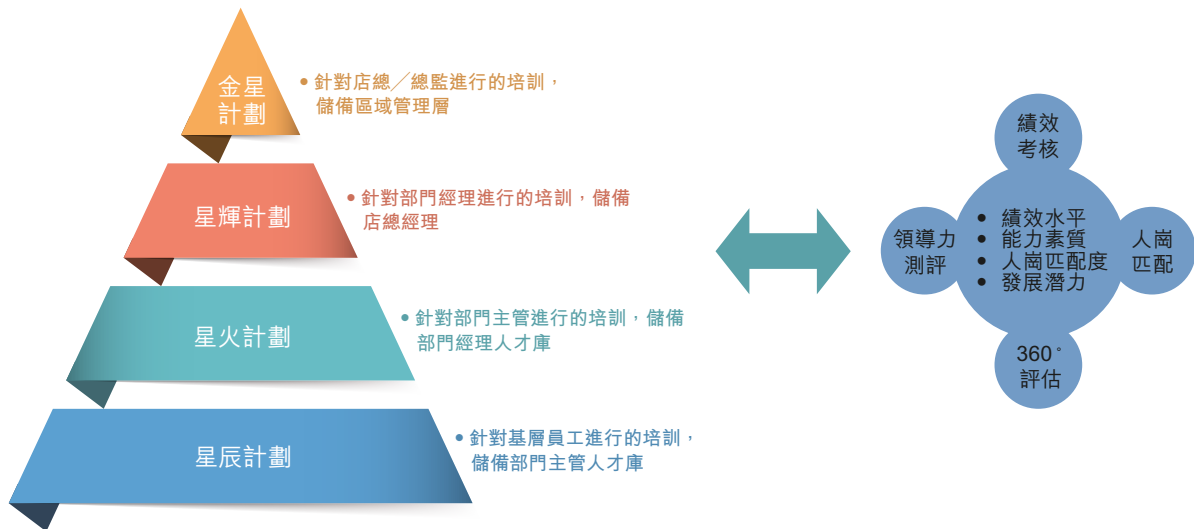 金星
計劃
• 針對店總╱總監進行的培訓，
儲備區域管理層
星輝計劃
• 針對部門經理進行的培訓，儲備
店總經理
星火計劃
• 針對部門主管進行的培訓，儲備
部門經理人才庫
星辰計劃
• 針對基層員工進行的培訓，
儲備部門主管人才庫
績效
考核
領導力
測評
• 績效水平
• 能力素質
• 人崗匹配度
• 發展潛力
人崗
匹配
360°
評估